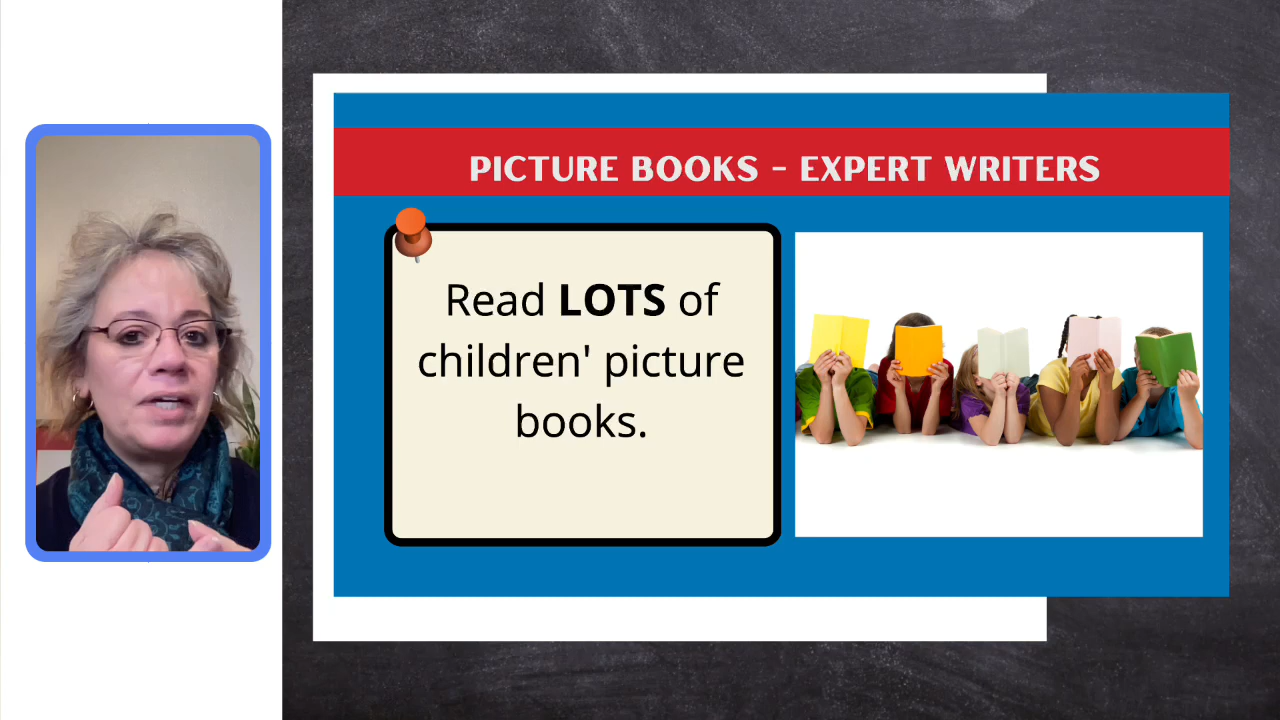 PICTURE BOOKS - EXPERT WRITERS
Read LOTS of
children' picture
books.